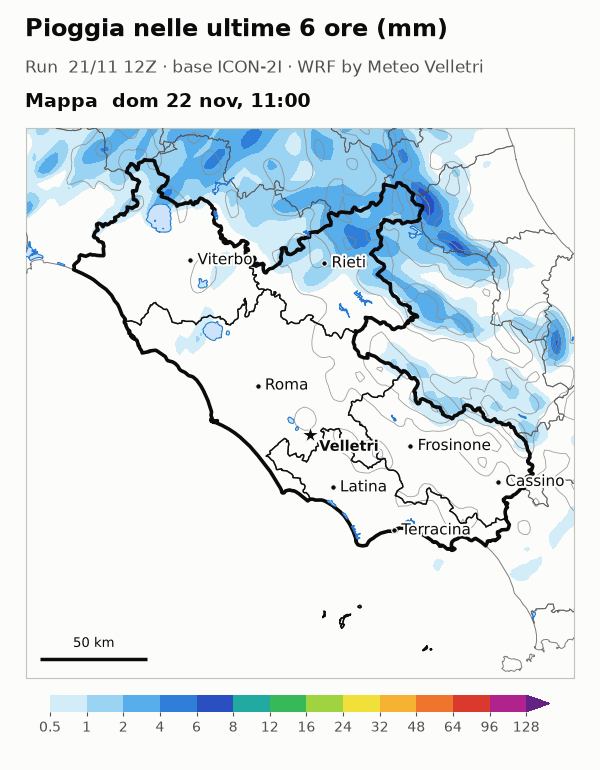 Pioggia nelle ultime 6 ore (mm)
Run  21/11 12Z · base ICON-2I · WRF by Meteo Velletri
Mappa  dom 22 nov, 11:00
Viterbo
Rieti
Roma
Velletri
Frosinone
Cassino
Latina
Terracina
50 km
0.5 1 2 4 6 8 12 16 24 32 48 64 96 128